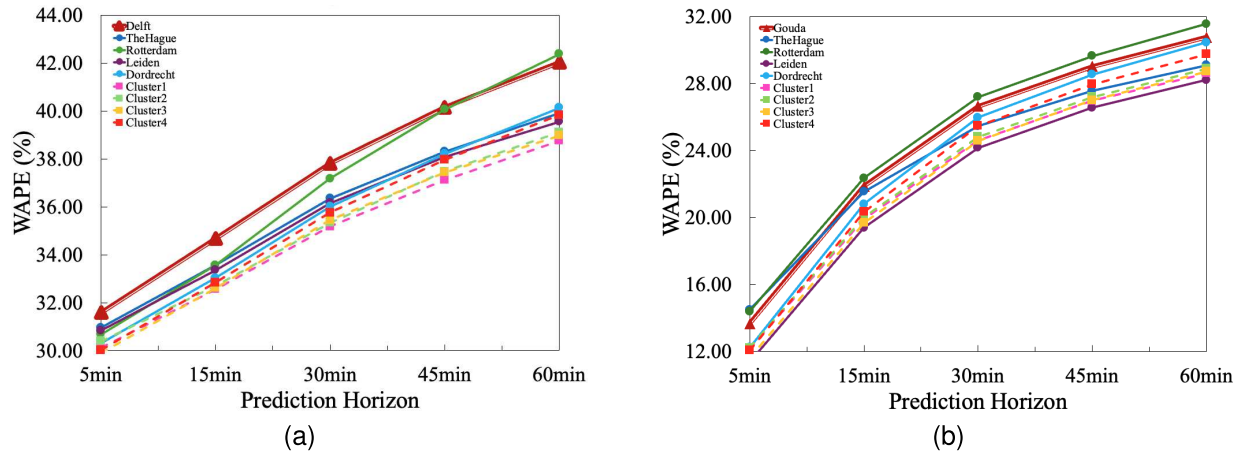 44.00
42.00
40.00
38.00
36.00
34.00
32.00
30.00
WAPE (%)
Delft
TheHague
Rotterdam
Leiden
Dordrecht
Cluster1
Cluster2
Cluster3
Cluster4
5min 15min 30min 45min 60min
Prediction Horizon
(a)
32.00
28.00
24.00
20.00
16.00
12.00
WAPE (%)
Gouda
TheHague
Rotterdam
Leiden
Dordrecht
Cluster1
Cluster2
Cluster3
Cluster4
5min 15min 30min 45min 60min
Prediction Horizon
(b)